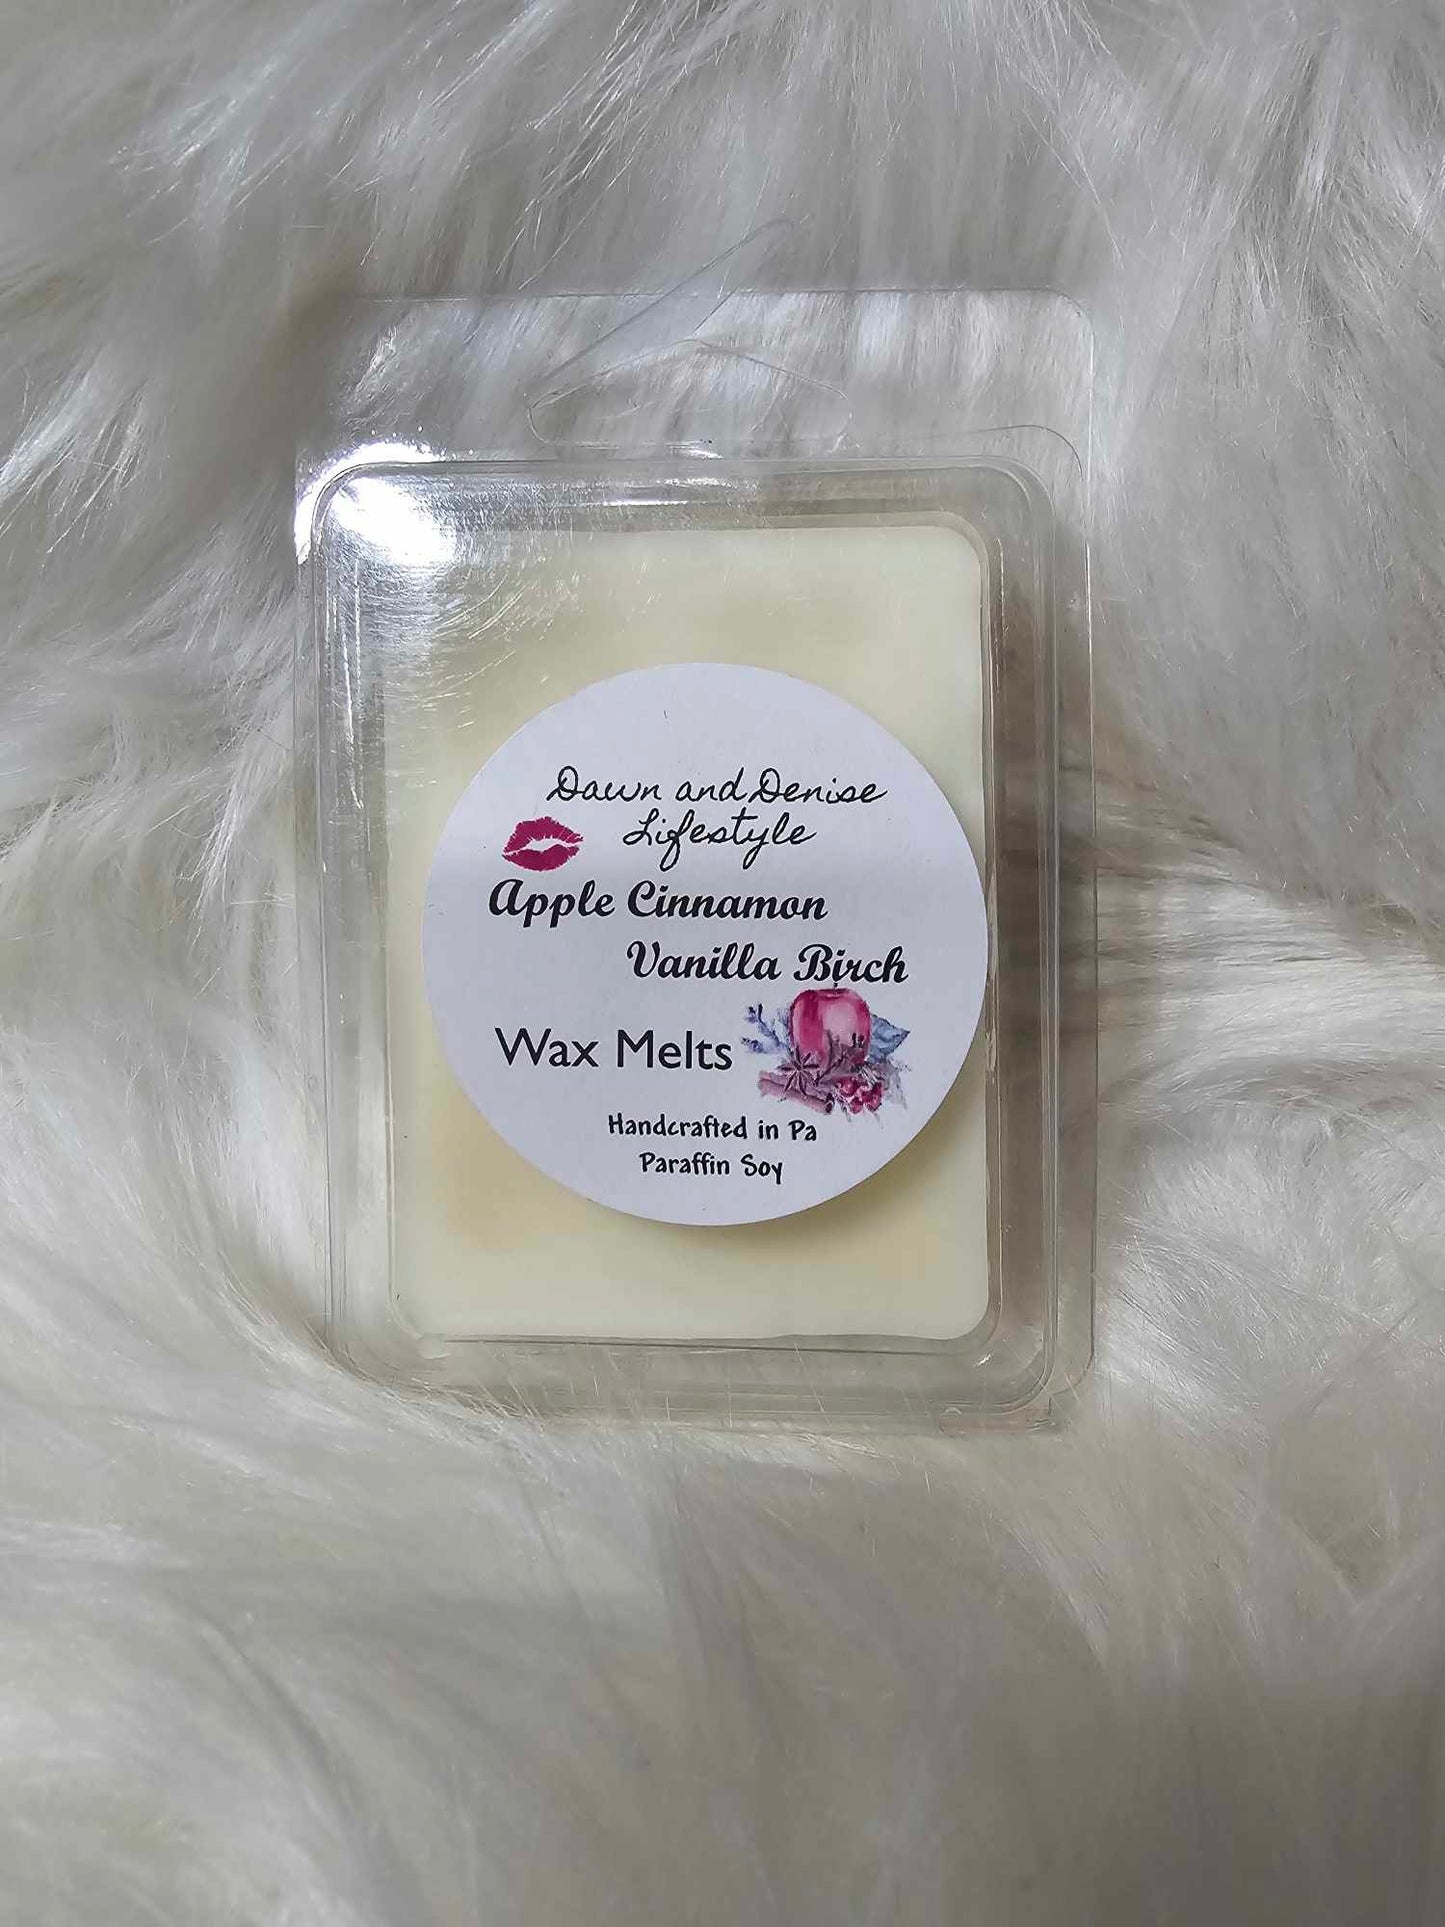 Dawn and Denise
Lifestyle
Apple Cinnamon
Vanilla Birch
Wax Melts
Handcrafted in Pa
Paraffin Soy